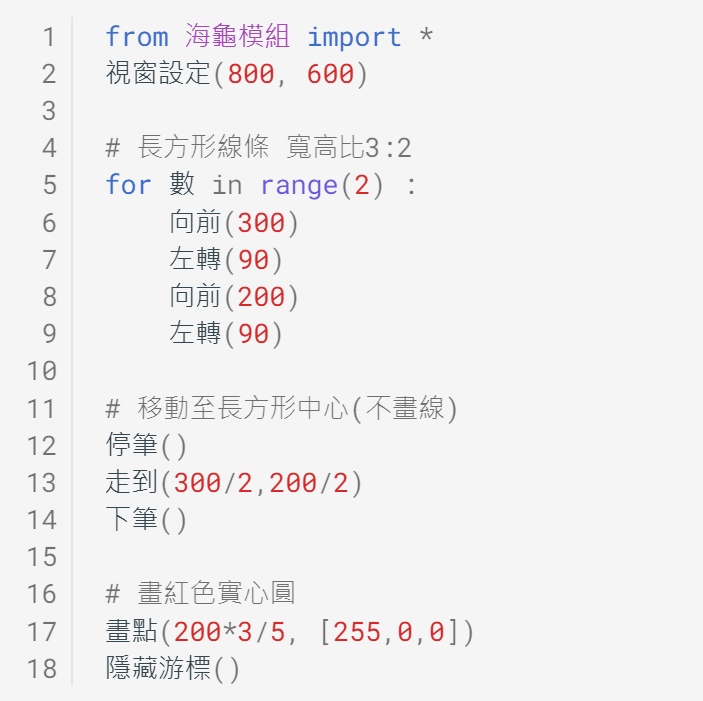 1 from 海龜模組 import *
2 視窗設定(800, 600)
3
4 # 長方形線條 寬高比3:2
5 for 數 in range(2) :
6     向前(300)
7     左轉(90)
8     向前(200)
9     左轉(90)
10
11 # 移動至長方形中心(不畫線)
12 停筆()
13 走到(300/2,200/2)
14 下筆()
15
16 # 畫紅色實心圓
17 畫點(200*3/5, [255,0,0])
18 隱藏游標()